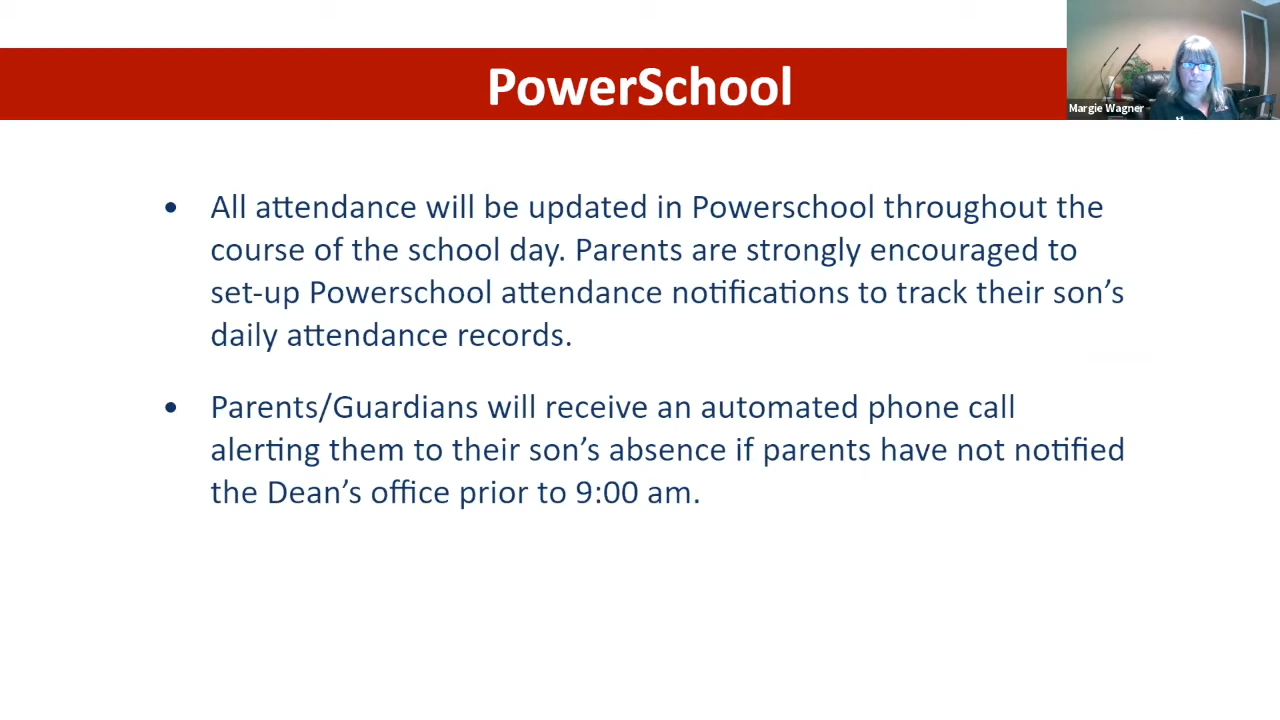 PowerSchool
Margie Wagner
• All attendance will be updated in Powerschool throughout the
course of the school day. Parents are strongly encouraged to
set-up Powerschool attendance notifications to track their son’s
daily attendance records.
• Parents/Guardians will receive an automated phone call
alerting them to their son’s absence if parents have not notified
the Dean’s office prior to 9:00 am.